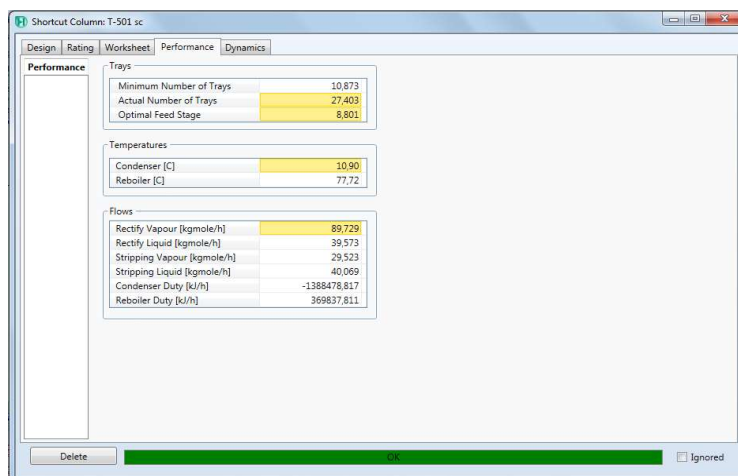 Shortcut Column: T-501 sc
Design Rating Worksheet Performance Dynamics
Performance
Trays
Minimum Number of Trays 10,873
Actual Number of Trays 27,403
Optimal Feed Stage 8,801
Temperatures
Condenser [C] 10,90
Reboiler [C] 77,72
Flows
Rectify Vapour [kgmole/h] 89,729
Rectify Liquid [kgmole/h] 39,573
Stripping Vapour [kgmole/h] 29,523
Stripping Liquid [kgmole/h] 40,069
Condenser Duty [kJ/h] -1388478,817
Reboiler Duty [kJ/h] 369837,811
Delete OK Ignored